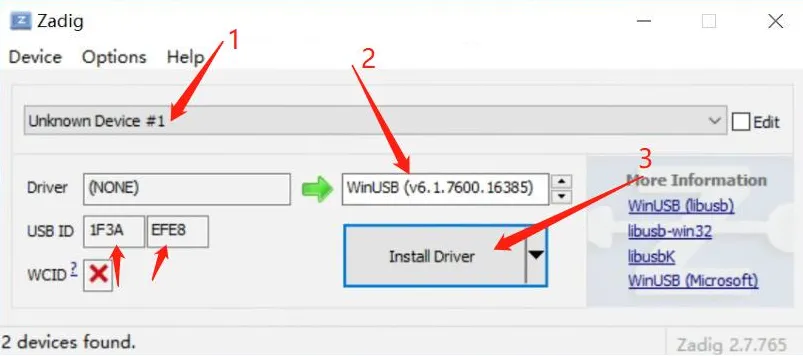 Zadig
1
Device Options Help
2
Unknown Device #1
Edit
3
Driver (NONE) WinUSB (v6.1.7600.16385)
More Information
USB ID 1F3A EFE8
WinUSB (libusb)
Install Driver
libusb-win32
WCID ?
libusbK
WinUSB (Microsoft)
2 devices found.
Zadig 2.7.765